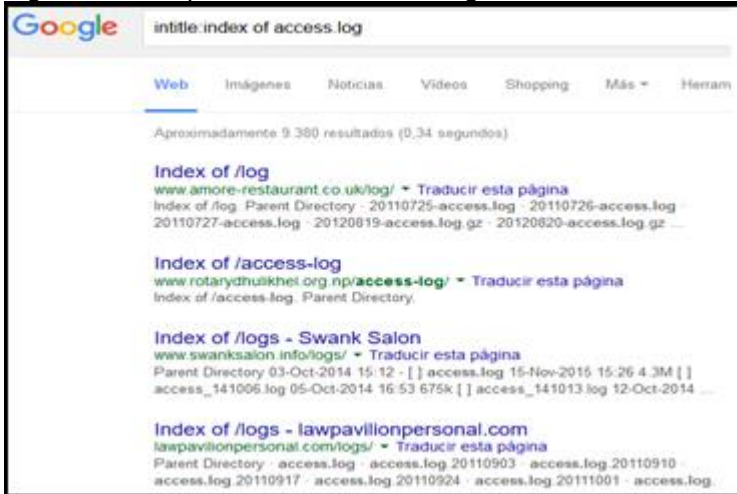 Google intitle:index of access.log
Web Imágenes Noticias Vídeos Shopping Más Herram
Aproximadamente 9.380 resultados (0,34 segundos)
Index of /log
www.amore-restaurant.co.uk/log/ Traducir esta página
Index of /log. Parent Directory · 20110725-access.log · 20110726-access.log ·
20110727-access.log · 20120819-access.log.gz · 20120820-access.log.gz ...
Index of /access-log
www.rotarydhulikhel.org.np/access-log/ Traducir esta página
Index of /access-log. Parent Directory.
Index of /logs - Swank Salon
www.swanksalon.info/logs/ Traducir esta página
Parent Directory 03-Oct-2014 15:12 - [ ] access.log 15-Nov-2015 15:26 4.3M [ ]
access_141006.log 05-Oct-2014 16:53 675k [ ] access_141013.log 12-Oct-2014 ...
Index of /logs - lawpavilionpersonal.com
lawpavilionpersonal.com/logs/ Traducir esta página
Parent Directory · access.log · access.log.20110903 · access.log.20110910 ·
access.log.20110917 · access.log.20110924 · access.log.20111001 · access.log.